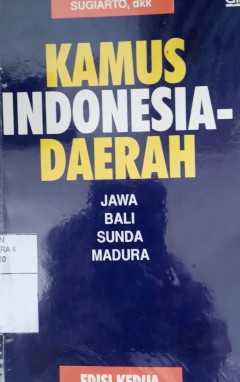 SUGIARTO, dkk
KAMUS
INDONESIA-
DAERAH
JAWA
BALI
SUNDA
MADURA
EDISI KEDUA